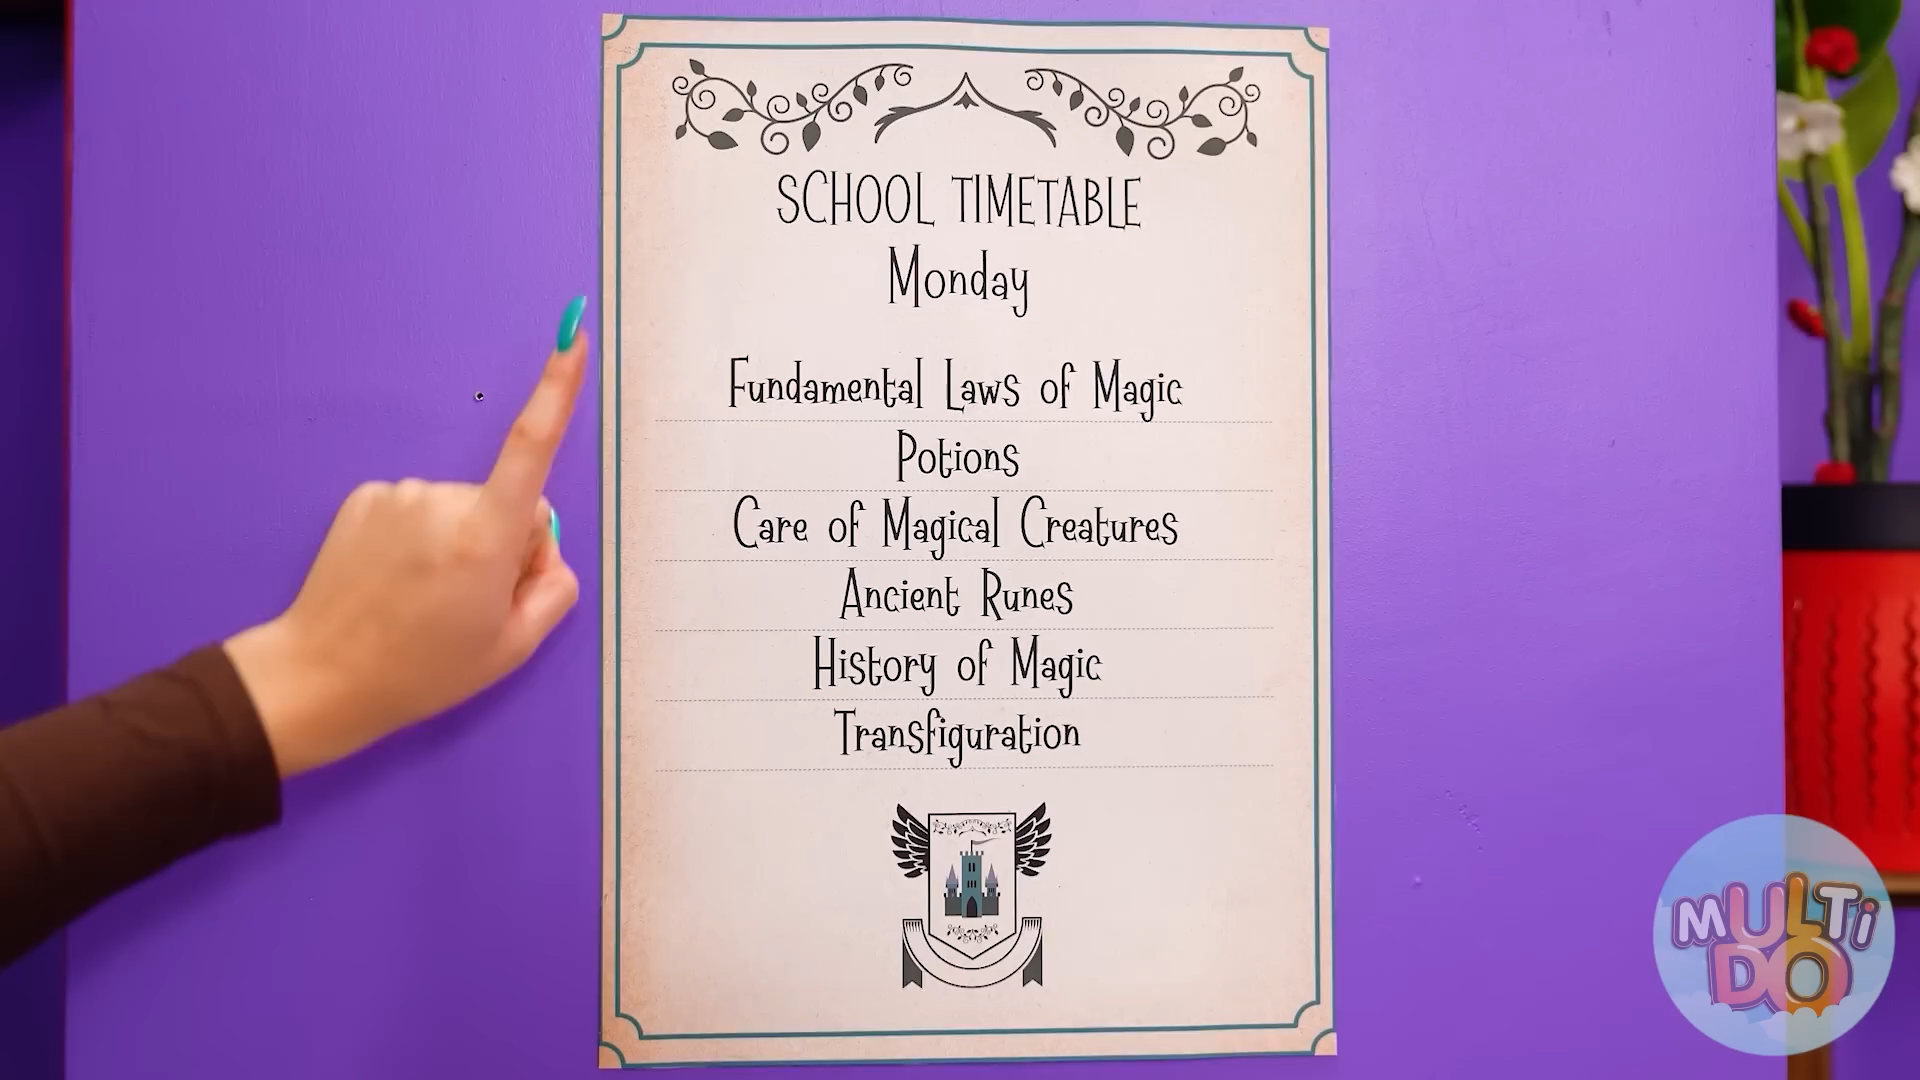 SCHOOL TIMETABLE
Monday
Fundamental Laws of Magic
Potions
Care of Magical Creatures
Ancient Runes
History of Magic
Transfiguration
MULTi
DO